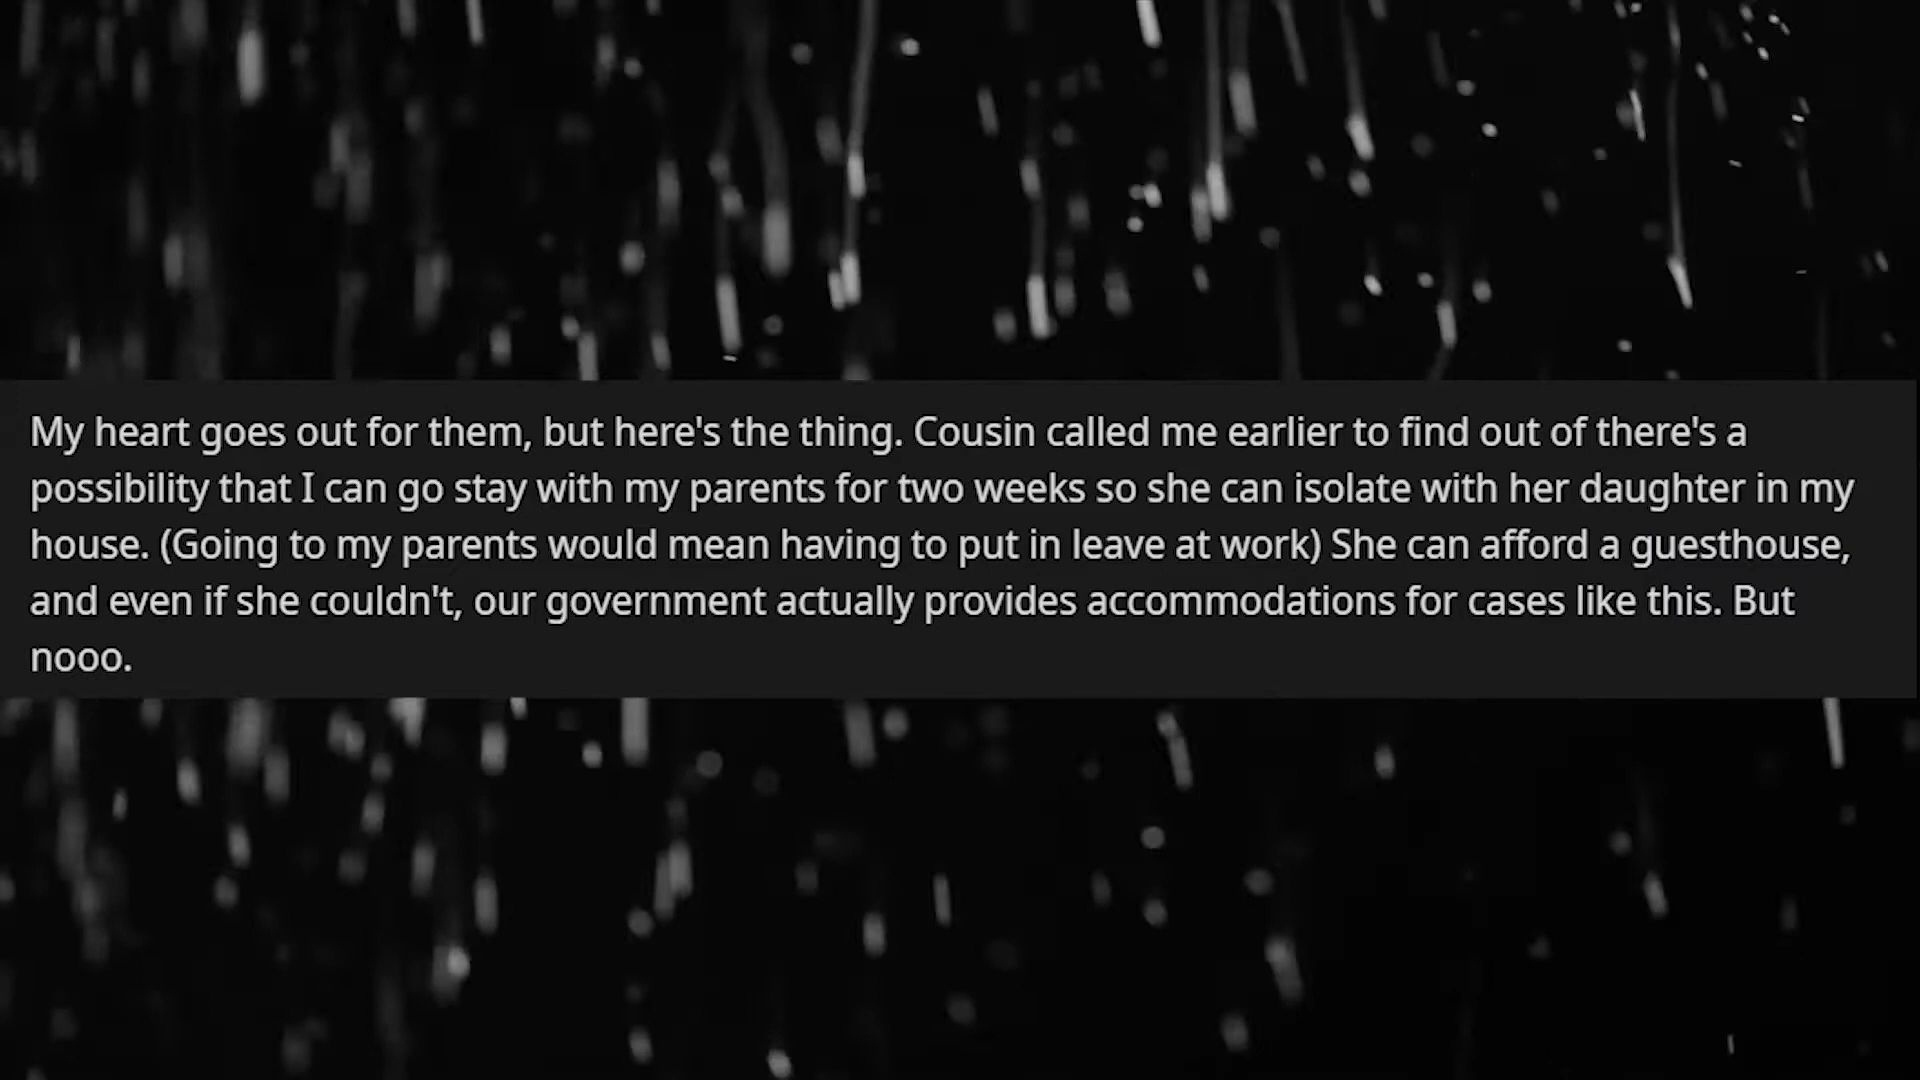 My heart goes out for them, but here's the thing. Cousin called me earlier to find out of there's a
possibility that I can go stay with my parents for two weeks so she can isolate with her daughter in my
house. (Going to my parents would mean having to put in leave at work) She can afford a guesthouse,
and even if she couldn't, our government actually provides accommodations for cases like this. But
nooo.